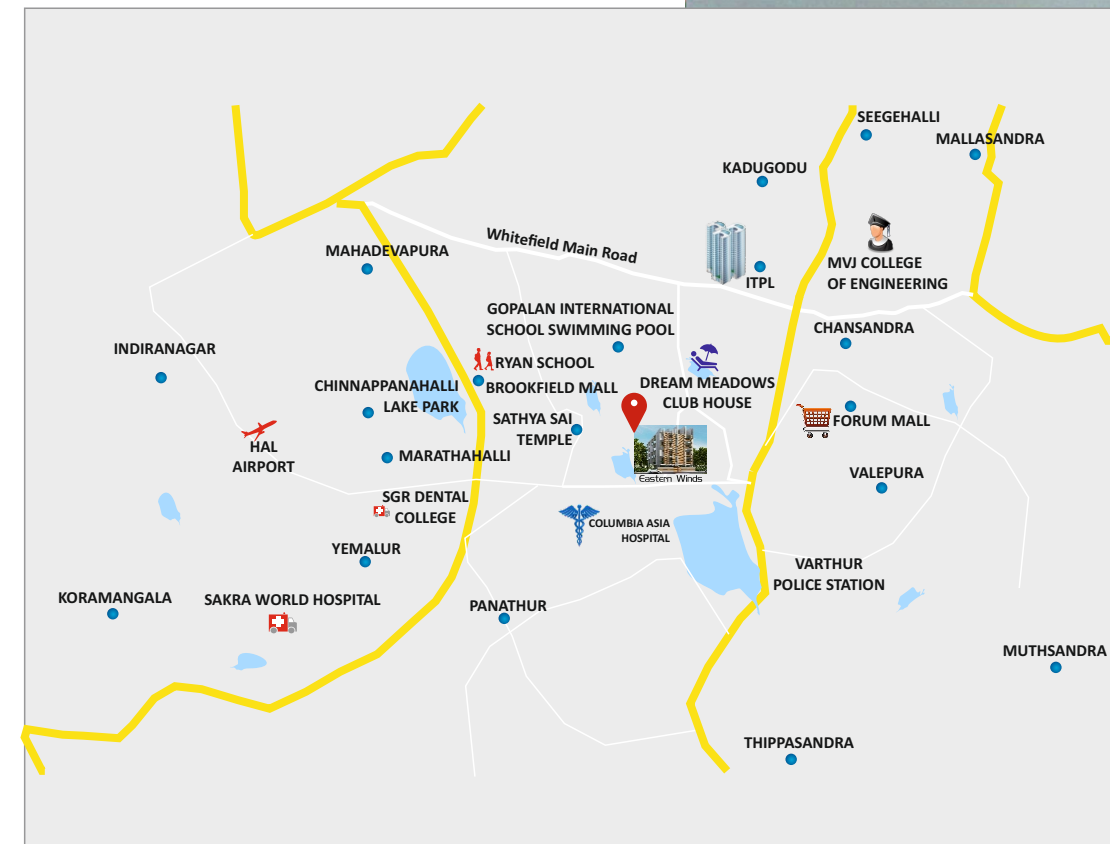 SEEGEHALLI
MALLASANDRA
KADUGODU
Whitefield Main Road
MAHADEVAPURA
ITPL
MVJ COLLEGE
OF ENGINEERING
GOPALAN INTERNATIONAL
SCHOOL SWIMMING POOL
CHANSANDRA
INDIRANAGAR
RYAN SCHOOL
CHINNAPPANAHALLI
LAKE PARK
BROOKFIELD MALL
DREAM MEADOWS
CLUB HOUSE
SATHYA SAI
TEMPLE
FORUM MALL
HAL
AIRPORT
MARATHAHALLI
Eastern Winds
VALEPURA
SGR DENTAL
COLLEGE
COLUMBIA ASIA
HOSPITAL
YEMALUR
VARTHUR
POLICE STATION
KORAMANGALA
SAKRA WORLD HOSPITAL
PANATHUR
MUTHSANDRA
THIPPASANDRA